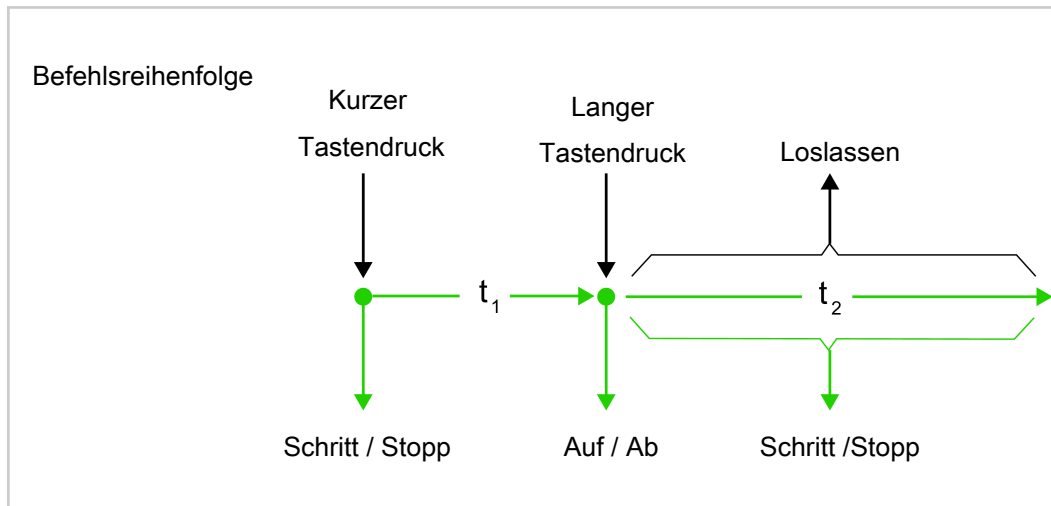 Befehlsreihenfolge
Kurzer
Tastendruck
Langer
Tastendruck
Loslassen
t1
t2
Schritt / Stopp
Auf / Ab
Schritt /Stopp